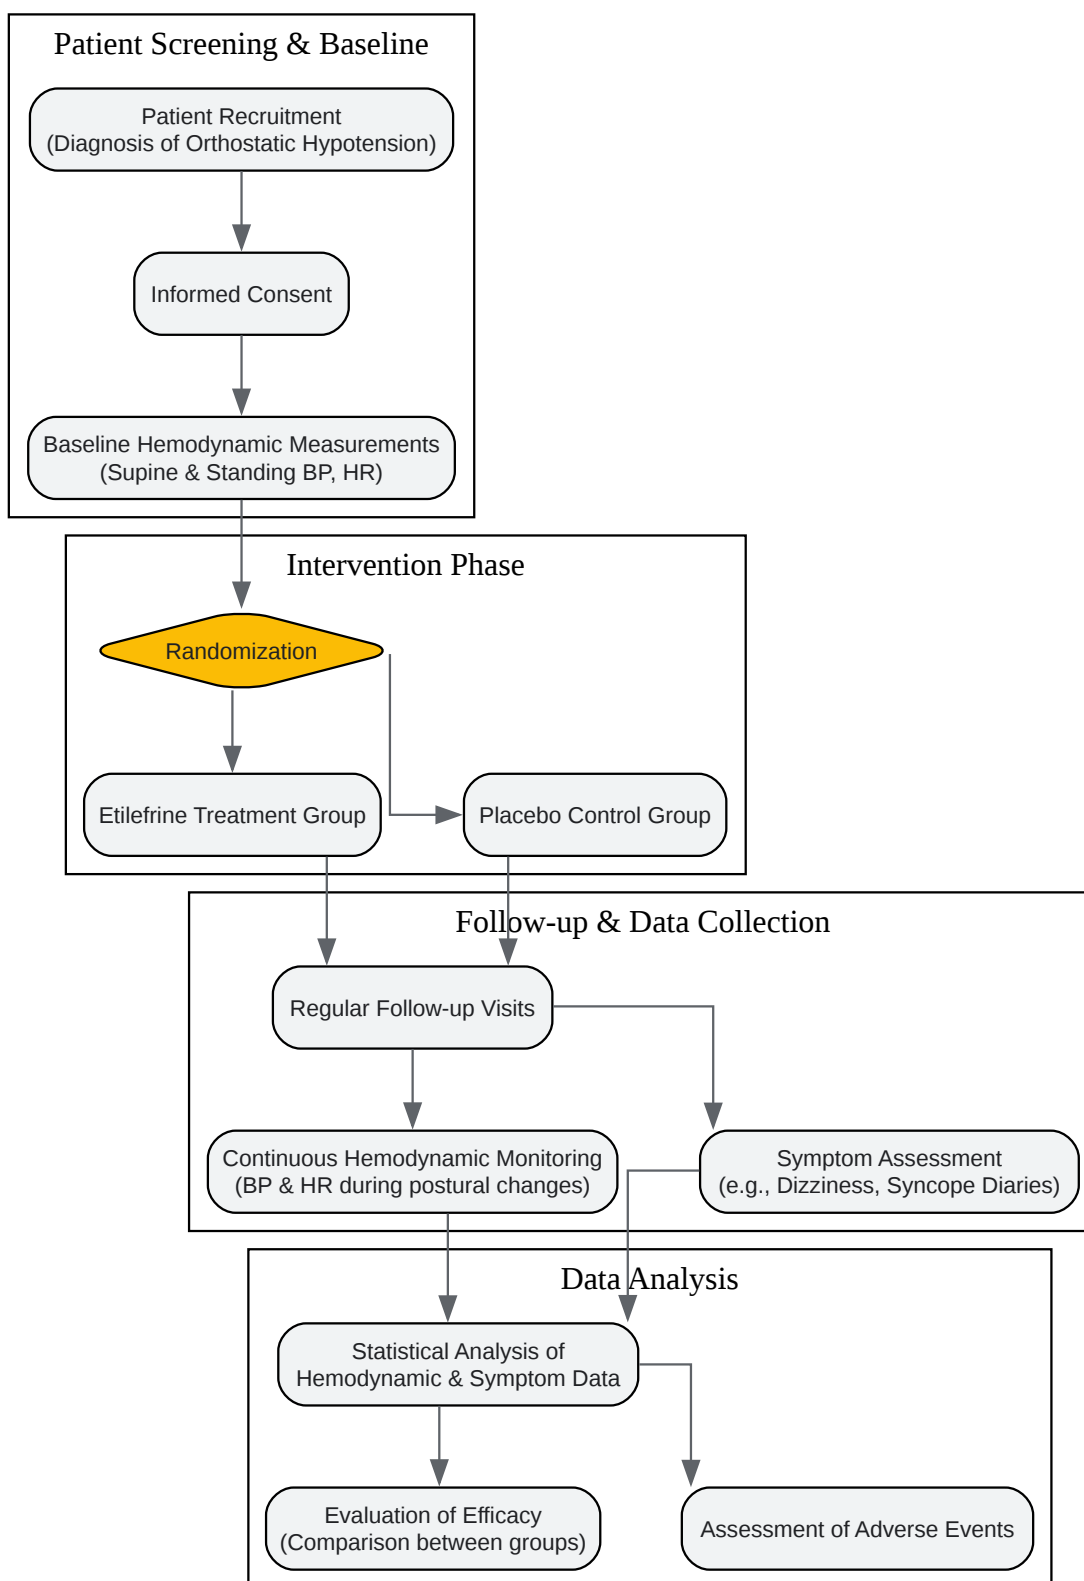 Patient Screening & Baseline
Patient Recruitment
(Diagnosis of Orthostatic Hypotension)
Informed Consent
Baseline Hemodynamic Measurements
(Supine & Standing BP, HR)
Intervention Phase
Randomization
Etilefrine Treatment Group
Placebo Control Group
Follow-up & Data Collection
Regular Follow-up Visits
Continuous Hemodynamic Monitoring
(BP & HR during postural changes)
Symptom Assessment
(e.g., Dizziness, Syncope Diaries)
Data Analysis
Statistical Analysis of
Hemodynamic & Symptom Data
Evaluation of Efficacy
(Comparison between groups)
Assessment of Adverse Events